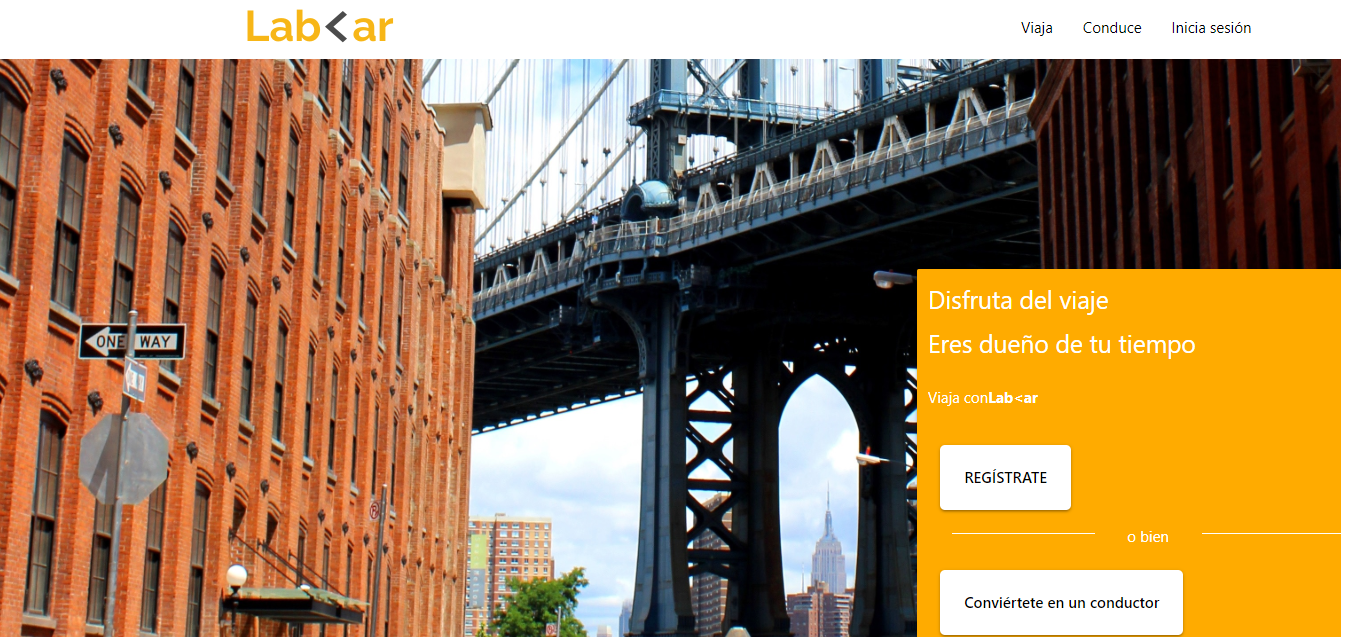 Lab<ar
Viaja Conduce Inicia sesión
ONE WAY
Disfruta del viaje
Eres dueño de tu tiempo
Viaja conLab<ar
REGÍSTRATE
o bien
Conviértete en un conductor